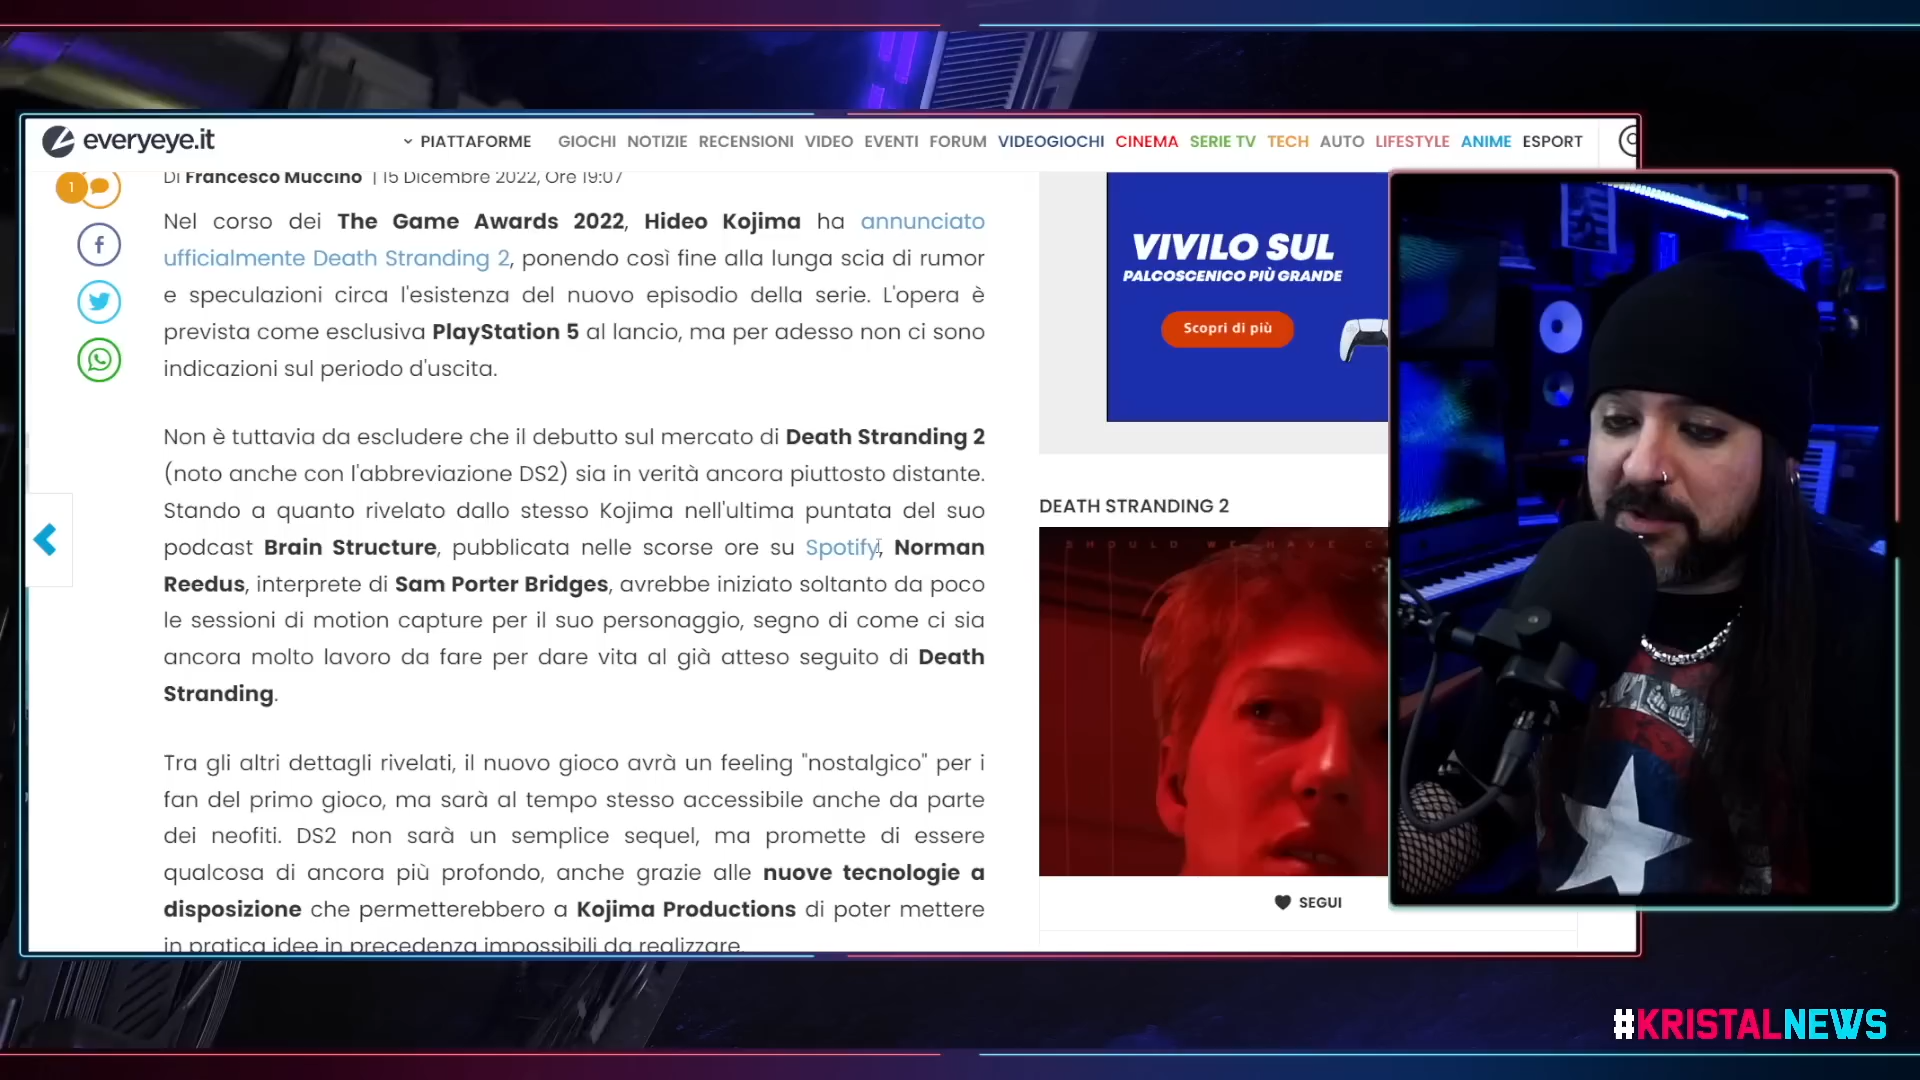 everyeye.it
PIATTAFORME GIOCHI NOTIZIE RECENSIONI VIDEO EVENTI FORUM VIDEOGIOCHI CINEMA SERIE TV TECH AUTO LIFESTYLE ANIME ESPORT
1
Di Francesco Muccino | 15 Dicembre 2022, Ore 19:07
Nel corso dei The Game Awards 2022, Hideo Kojima ha annunciato
ufficialmente Death Stranding 2, ponendo così fine alla lunga scia di rumor
e speculazioni circa l'esistenza del nuovo episodio della serie. L'opera è
prevista come esclusiva PlayStation 5 al lancio, ma per adesso non ci sono
indicazioni sul periodo d'uscita.
Non è tuttavia da escludere che il debutto sul mercato di Death Stranding 2
(noto anche con l'abbreviazione DS2) sia in verità ancora piuttosto distante.
Stando a quanto rivelato dallo stesso Kojima nell'ultima puntata del suo
podcast Brain Structure, pubblicata nelle scorse ore su Spotify, Norman
Reedus, interprete di Sam Porter Bridges, avrebbe iniziato soltanto da poco
le sessioni di motion capture per il suo personaggio, segno di come ci sia
ancora molto lavoro da fare per dare vita al già atteso seguito di Death
Stranding.
Tra gli altri dettagli rivelati, il nuovo gioco avrà un feeling "nostalgico" per i
fan del primo gioco, ma sarà al tempo stesso accessibile anche da parte
dei neofiti. DS2 non sarà un semplice sequel, ma promette di essere
qualcosa di ancora più profondo, anche grazie alle nuove tecnologie a
disposizione che permetterebbero a Kojima Productions di poter mettere
in pratica idee in precedenza impossibili da realizzare.
VIVILO SUL
PALCOSCENICO PIÙ GRANDE
Scopri di più
DEATH STRANDING 2
SHOULD WE HAVE C
SEGUI
#KRISTALNEWS